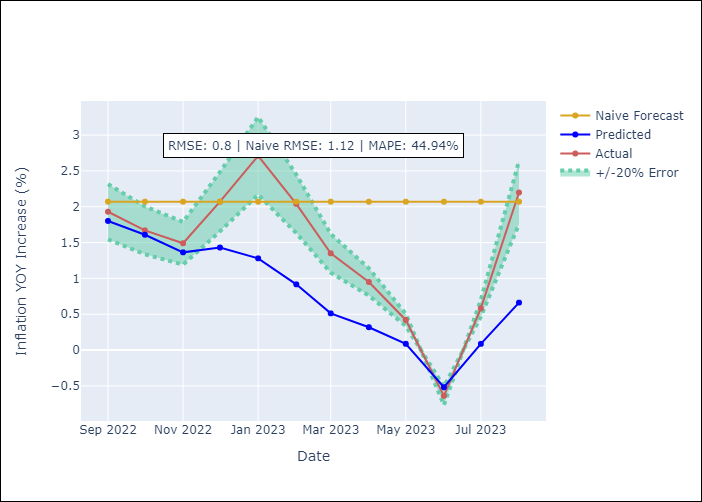 RMSE: 0.8 | Naive RMSE: 1.12 | MAPE: 44.94%
Naive Forecast
Predicted
Actual
+/-20% Error
3
2.5
2
1.5
1
0.5
0
−0.5
Inflation YOY Increase (%)
Sep 2022 Nov 2022 Jan 2023 Mar 2023 May 2023 Jul 2023
Date